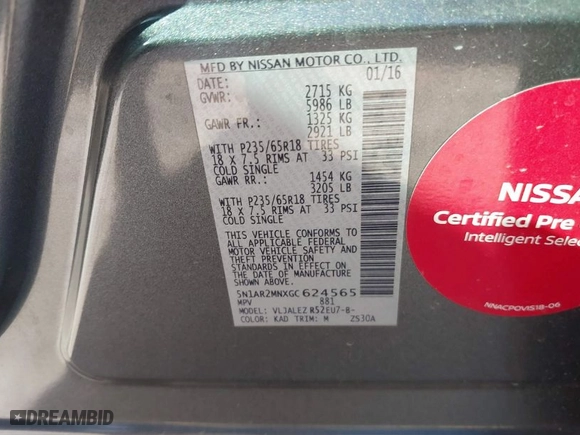 MFD BY NISSAN MOTOR CO., LTD.
DATE: 01/16
GVWR: 2715 KG
5986 LB
GAWR FR.: 1325 KG
2921 LB
WITH P235/65R18 TIRES
18 X 7.5 RIMS AT 33 PSI
COLD SINGLE
GAWR RR.: 1454 KG
3205 LB
WITH P235/65R18 TIRES
18 X 7.5 RIMS AT 33 PSI
COLD SINGLE
THIS VEHICLE CONFORMS TO
ALL APPLICABLE FEDERAL
MOTOR VEHICLE SAFETY
STANDARDS IN EFFECT ON
THE DATE OF MANUFACTURE
SHOWN ABOVE.
5N1AR2MNXGC624565
MPV 881
MODEL: VLJALEZ R52EU7-B-
COLOR: KAD TRIM: M ZS30A
NISSA
Certified Pre
Intelligent Selec
NNACPOVIS18-06
DREAMBID